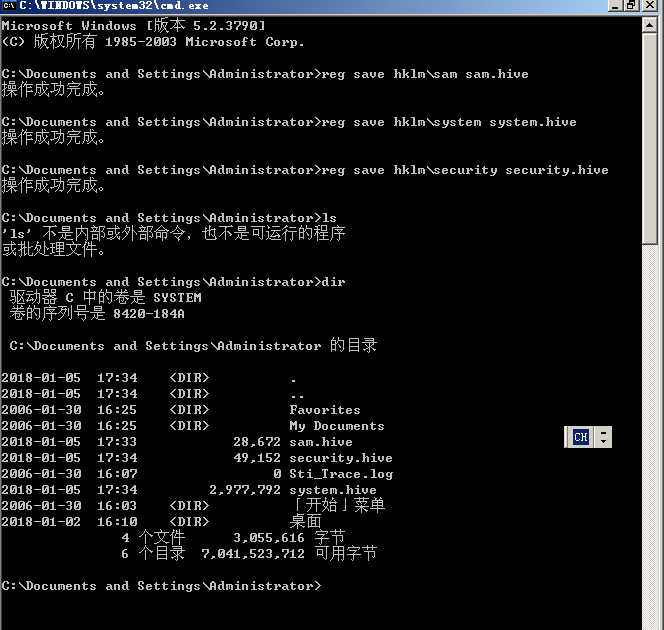 C:\WINDOWS\system32\cmd.exe
Microsoft Windows [版本 5.2.3790]
<C> 版权所有 1985-2003 Microsoft Corp.
C:\Documents and Settings\Administrator>reg save hklm\sam sam.hive
操作成功完成。
C:\Documents and Settings\Administrator>reg save hklm\system system.hive
操作成功完成。
C:\Documents and Settings\Administrator>reg save hklm\security security.hive
操作成功完成。
C:\Documents and Settings\Administrator>ls
'ls' 不是内部或外部命令，也不是可运行的程序
或批处理文件。
C:\Documents and Settings\Administrator>dir
驱动器 C 中的卷是 SYSTEM
卷的序列号是 8420-184A
C:\Documents and Settings\Administrator 的目录
2018-01-05  17:34    <DIR>          .
2018-01-05  17:34    <DIR>          ..
2006-01-30  16:25    <DIR>          Favorites
2006-01-30  16:25    <DIR>          My Documents
2018-01-05  17:33            28,672 sam.hive
2018-01-05  17:34            49,152 security.hive
2006-01-30  16:07                 0 Sti_Trace.log
2018-01-05  17:34         2,977,792 system.hive
2006-01-30  16:03    <DIR>          「开始」菜单
2018-01-02  16:10    <DIR>          桌面
4 个文件      3,055,616 字节
6 个目录  7,041,523,712 可用字节
C:\Documents and Settings\Administrator>
CH